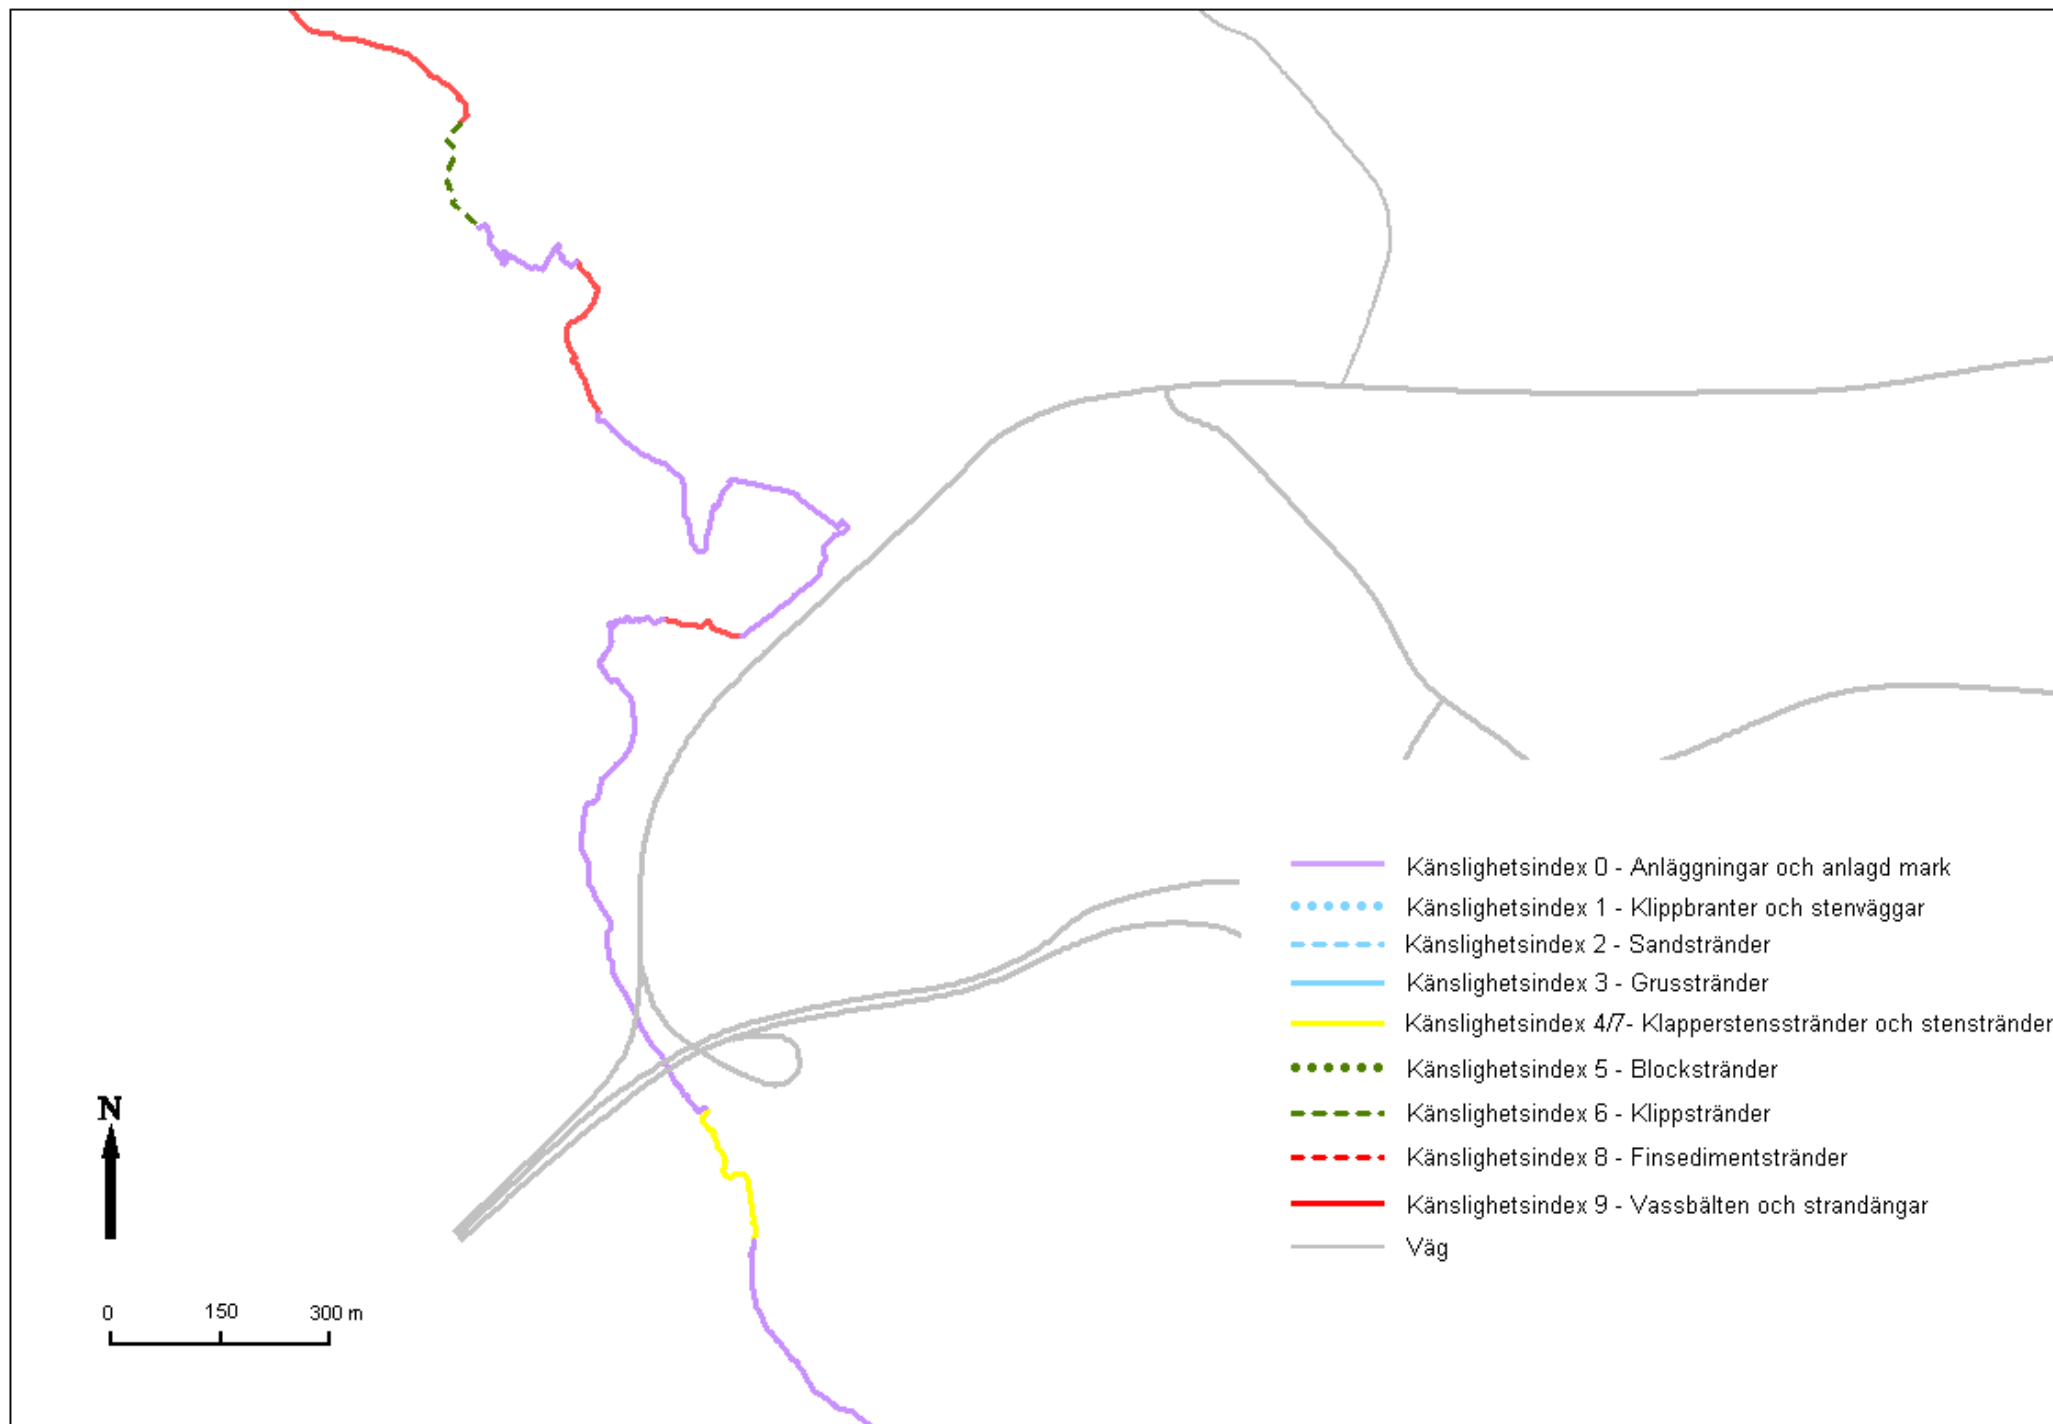 Känslighetsindex 0 - Anläggningar och anlagd mark
Känslighetsindex 1 - Klippbranter och stenväggar
Känslighetsindex 2 - Sandstränder
Känslighetsindex 3 - Grusstränder
Känslighetsindex 4/7- Klapperstensstränder och stenstränder
Känslighetsindex 5 - Blockstränder
Känslighetsindex 6 - Klippstränder
Känslighetsindex 8 - Finsedimentstränder
Känslighetsindex 9 - Vassbälten och strandängar
Väg
N
0 150 300 m